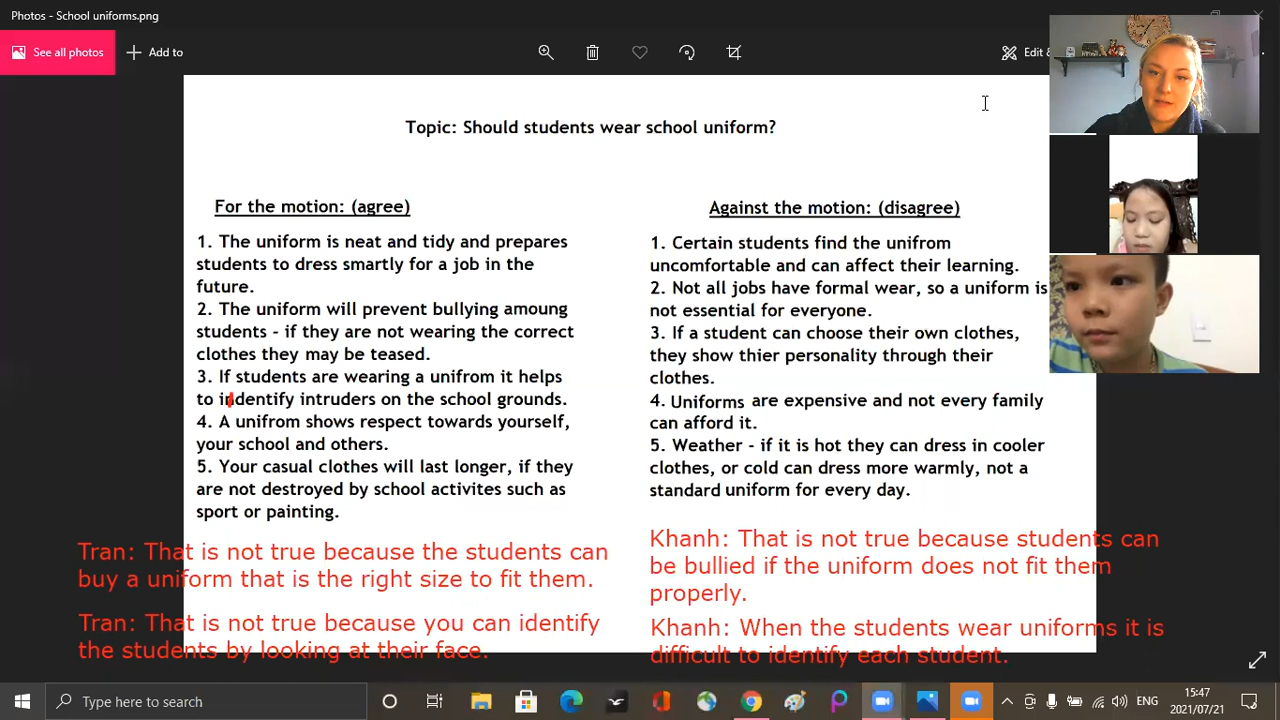 Photos - School uniforms.png
See all photos
Add to
Edit &
Topic: Should students wear school uniform?
For the motion: (agree)
1. The uniform is neat and tidy and prepares
students to dress smartly for a job in the
future.
2. The uniform will prevent bullying amoung
students - if they are not wearing the correct
clothes they may be teased.
3. If students are wearing a unifrom it helps
to indentify intruders on the school grounds.
4. A unifrom shows respect towards yourself,
your school and others.
5. Your casual clothes will last longer, if they
are not destroyed by school activites such as
sport or painting.
Against the motion: (disagree)
1. Certain students find the unifrom
uncomfortable and can affect their learning.
2. Not all jobs have formal wear, so a uniform is
not essential for everyone.
3. If a student can choose their own clothes,
they show thier personality through their
clothes.
4. Uniforms are expensive and not every family
can afford it.
5. Weather - if it is hot they can dress in cooler
clothes, or cold can dress more warmly, not a
standard uniform for every day.
Tran: That is not true because the students can
buy a uniform that is the right size to fit them.
Tran: That is not true because you can identify
the students by looking at their face.
Khanh: That is not true because students can
be bullied if the uniform does not fit them
properly.
Khanh: When the students wear uniforms it is
difficult to identify each student.
Type here to search
ENG
15:47
2021/07/21